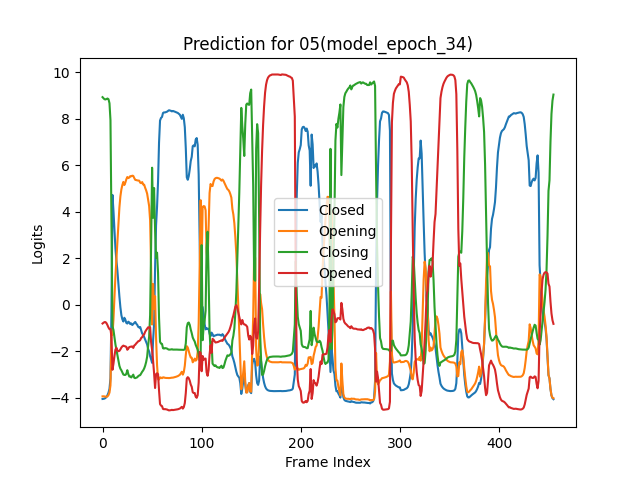 Prediction for 05(model_epoch_34)
10
8
6
4
2
0
−2
−4
Logits
Closed
Opening
Closing
Opened
0 100 200 300 400
Frame Index